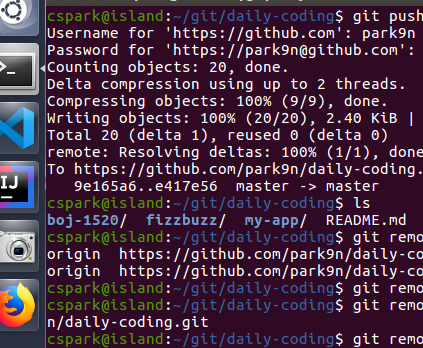 cspark@island:~/git/daily-coding$ git push
Username for 'https://github.com': park9n
Password for 'https://park9n@github.com':
Counting objects: 20, done.
Delta compression using up to 2 threads.
Compressing objects: 100% (9/9), done.
Writing objects: 100% (20/20), 2.40 KiB |
Total 20 (delta 1), reused 0 (delta 0)
remote: Resolving deltas: 100% (1/1), done
To https://github.com/park9n/daily-coding.
9e165a6..e417e56  master -> master
cspark@island:~/git/daily-coding$ ls
boj-1520/  fizzbuzz/  my-app/  README.md
cspark@island:~/git/daily-coding$ git remo
origin  https://github.com/park9n/daily-co
origin  https://github.com/park9n/daily-co
cspark@island:~/git/daily-coding$ git remo
cspark@island:~/git/daily-coding$ git remo
n/daily-coding.git
cspark@island:~/git/daily-coding$ git remo
IJ